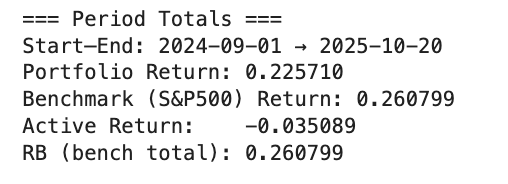 === Period Totals ===
Start–End: 2024-09-01 → 2025-10-20
Portfolio Return: 0.225710
Benchmark (S&P500) Return: 0.260799
Active Return:    -0.035089
RB (bench total): 0.260799